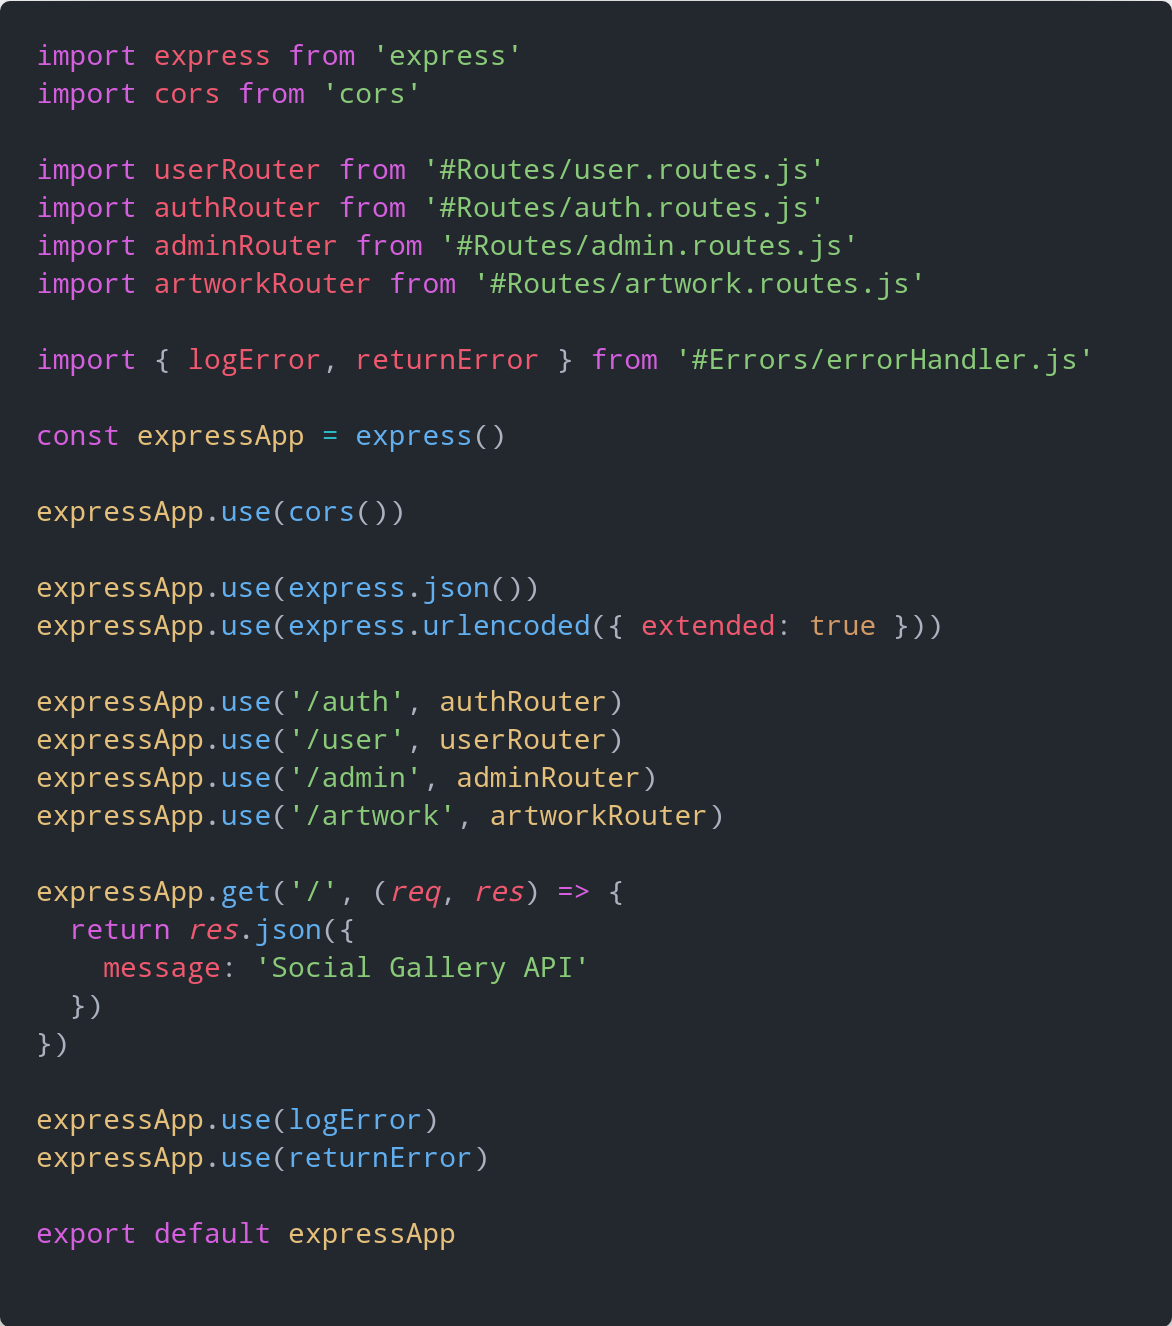 import express from 'express'
import cors from 'cors'

import userRouter from '#Routes/user.routes.js'
import authRouter from '#Routes/auth.routes.js'
import adminRouter from '#Routes/admin.routes.js'
import artworkRouter from '#Routes/artwork.routes.js'

import { logError, returnError } from '#Errors/errorHandler.js'

const expressApp = express()

expressApp.use(cors())

expressApp.use(express.json())
expressApp.use(express.urlencoded({ extended: true }))

expressApp.use('/auth', authRouter)
expressApp.use('/user', userRouter)
expressApp.use('/admin', adminRouter)
expressApp.use('/artwork', artworkRouter)

expressApp.get('/', (req, res) => {
  return res.json({
    message: 'Social Gallery API'
  })
})

expressApp.use(logError)
expressApp.use(returnError)

export default expressApp